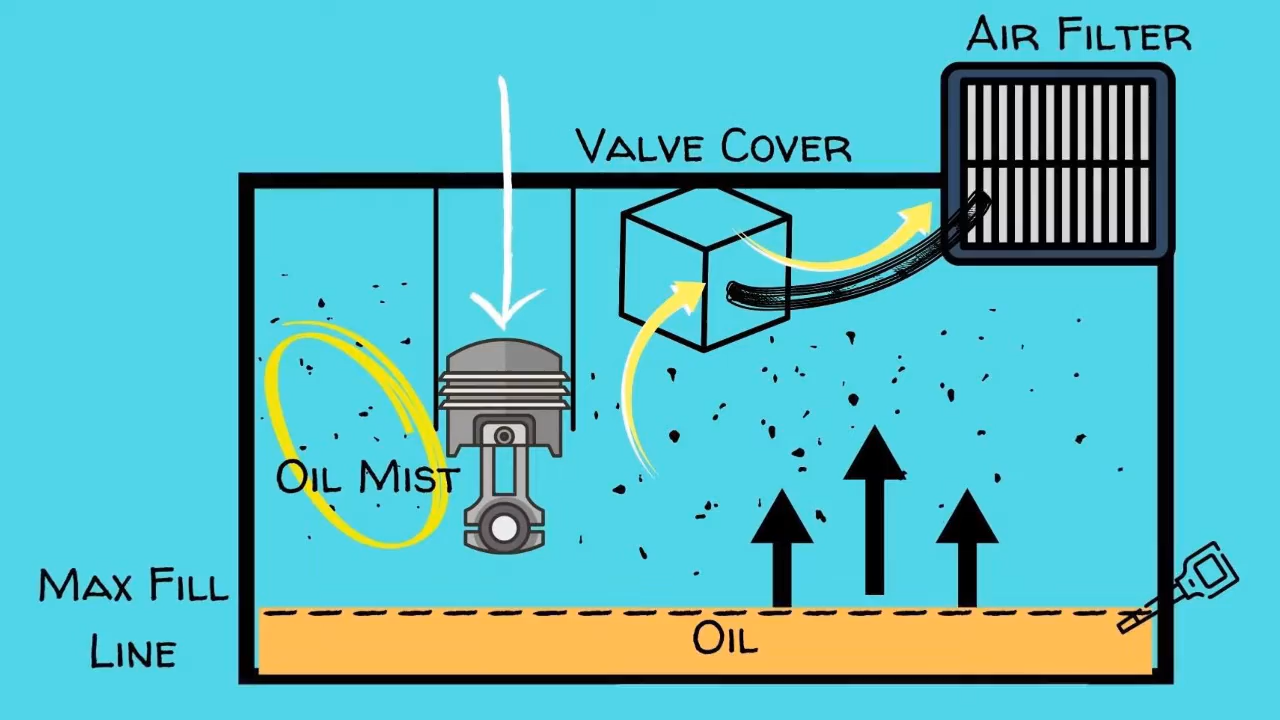 AIR FILTER
VALVE COVER
OIL MIST
MAX FILL
LINE
OIL